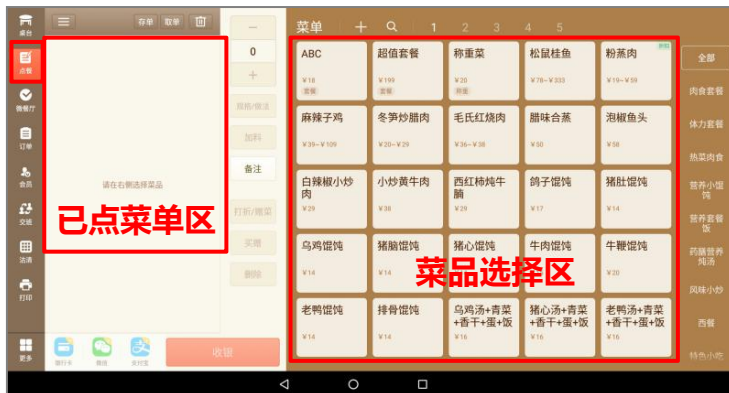 桌台
点餐
微餐厅
订单
会员
交班
沽清
打印
更多
存单 取单
请在右侧选择菜品
已点菜单区
银行卡 微信 支付宝
收银
0
规格/做法
加料
备注
打折/赠菜
买赠
删除
菜单 1 2 3 4 5
ABC
¥18
套餐
超值套餐
¥199
套餐
称重菜
¥20
称重
松鼠桂鱼
¥78~¥333
粉蒸肉
¥19~¥59
麻辣子鸡
¥39~¥109
冬笋炒腊肉
¥20~¥29
毛氏红烧肉
¥36~¥38
腊味合蒸
¥50
泡椒鱼头
¥58
白辣椒小炒
肉
¥29
小炒黄牛肉
¥38
西红柿炖牛
腩
¥29
鸽子馄饨
¥17
猪肚馄饨
¥14
乌鸡馄饨
¥14
猪脑馄饨
¥14
猪心馄饨
牛肉馄饨
牛鞭馄饨
¥20
菜品选择区
老鸭馄饨
¥14
排骨馄饨
¥14
乌鸡汤+青菜
+香干+蛋+饭
¥16
猪心汤+青菜
+香干+蛋+饭
¥16
老鸭汤+青菜
+香干+蛋+饭
¥16
全部
肉食套餐
体力套餐
热菜肉食
营养小馄
饨
营养套餐
饭
药膳营养
炖汤
风味小炒
西餐
特色小吃